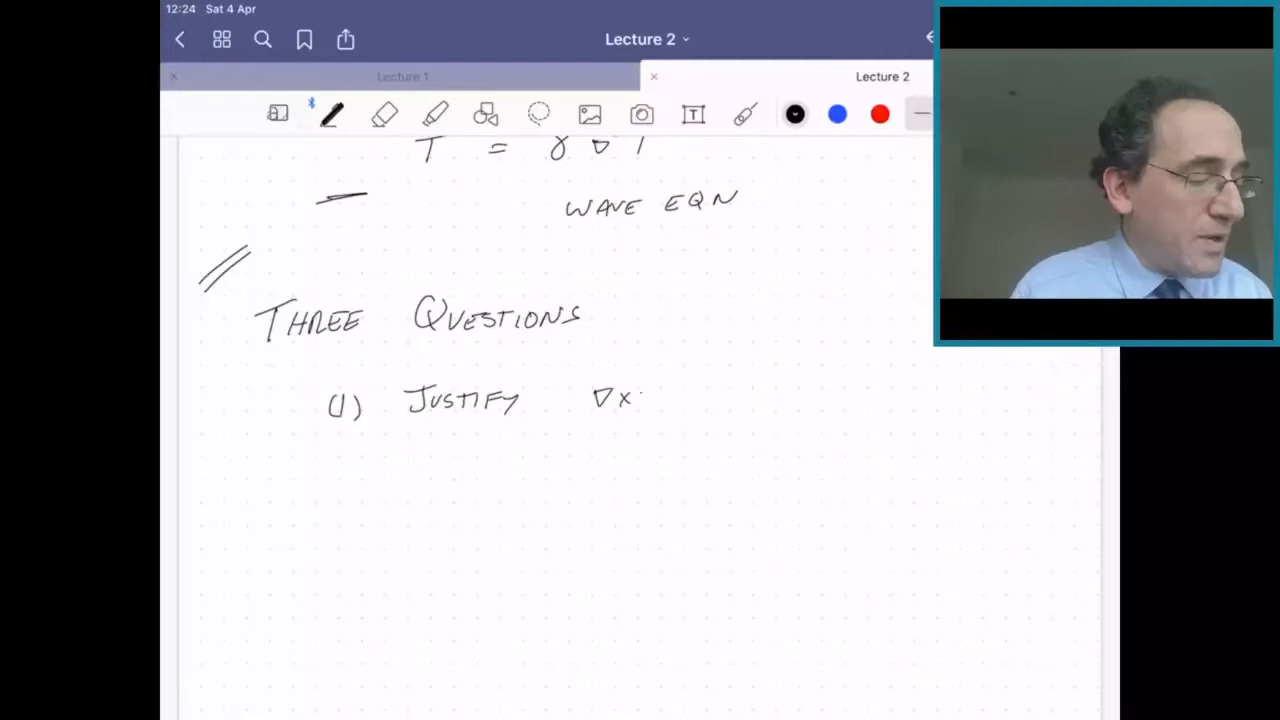 12:24 Sat 4 Apr
Lecture 2
Lecture 1
Lecture 2
T
WAVE EQN
THREE QUESTIONS
(1) JUSTIFY ∇×